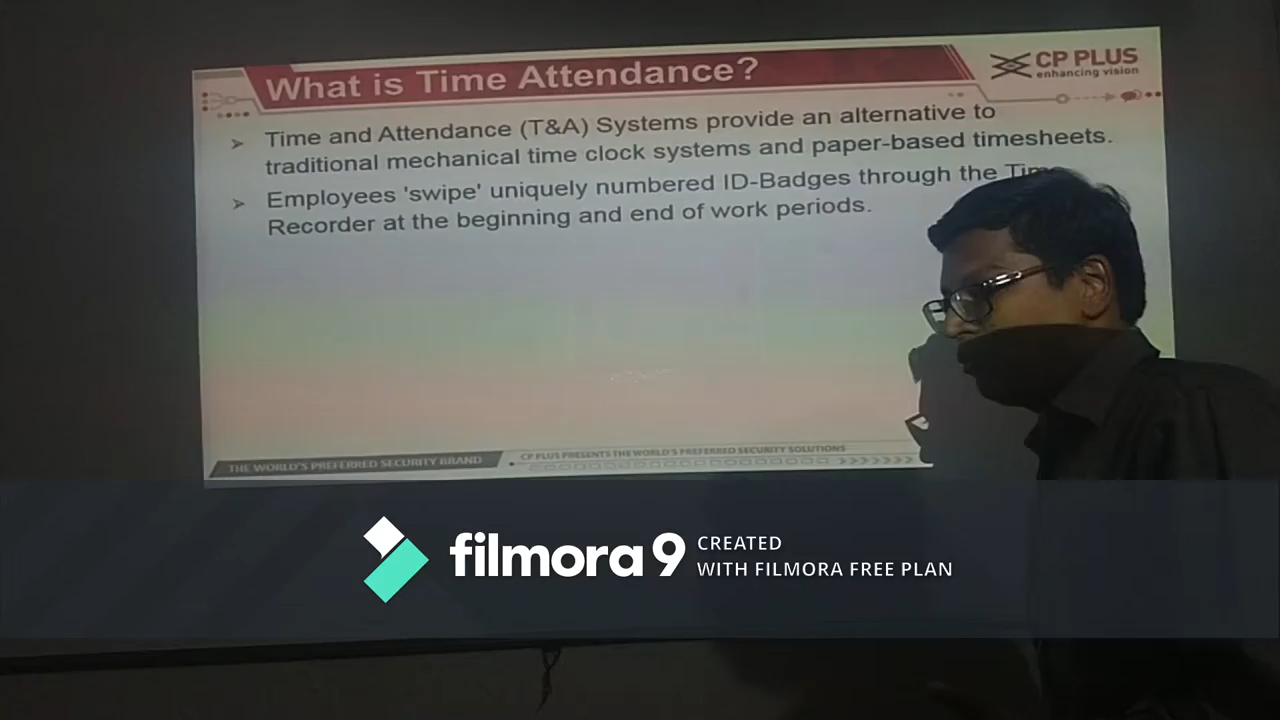 What is Time Attendance?
CP PLUS
enhancing vision
Time and Attendance (T&A) Systems provide an alternative to
traditional mechanical time clock systems and paper-based timesheets.
Employees 'swipe' uniquely numbered ID-Badges through the
Recorder at the beginning and end of work periods.
THE WORLD'S PREFERRED SECURITY BRAND
CP PLUS PRESENTS THE WORLD'S PREFERRED SECURITY SOLUTIONS
filmora 9
CREATED
WITH FILMORA FREE PLAN